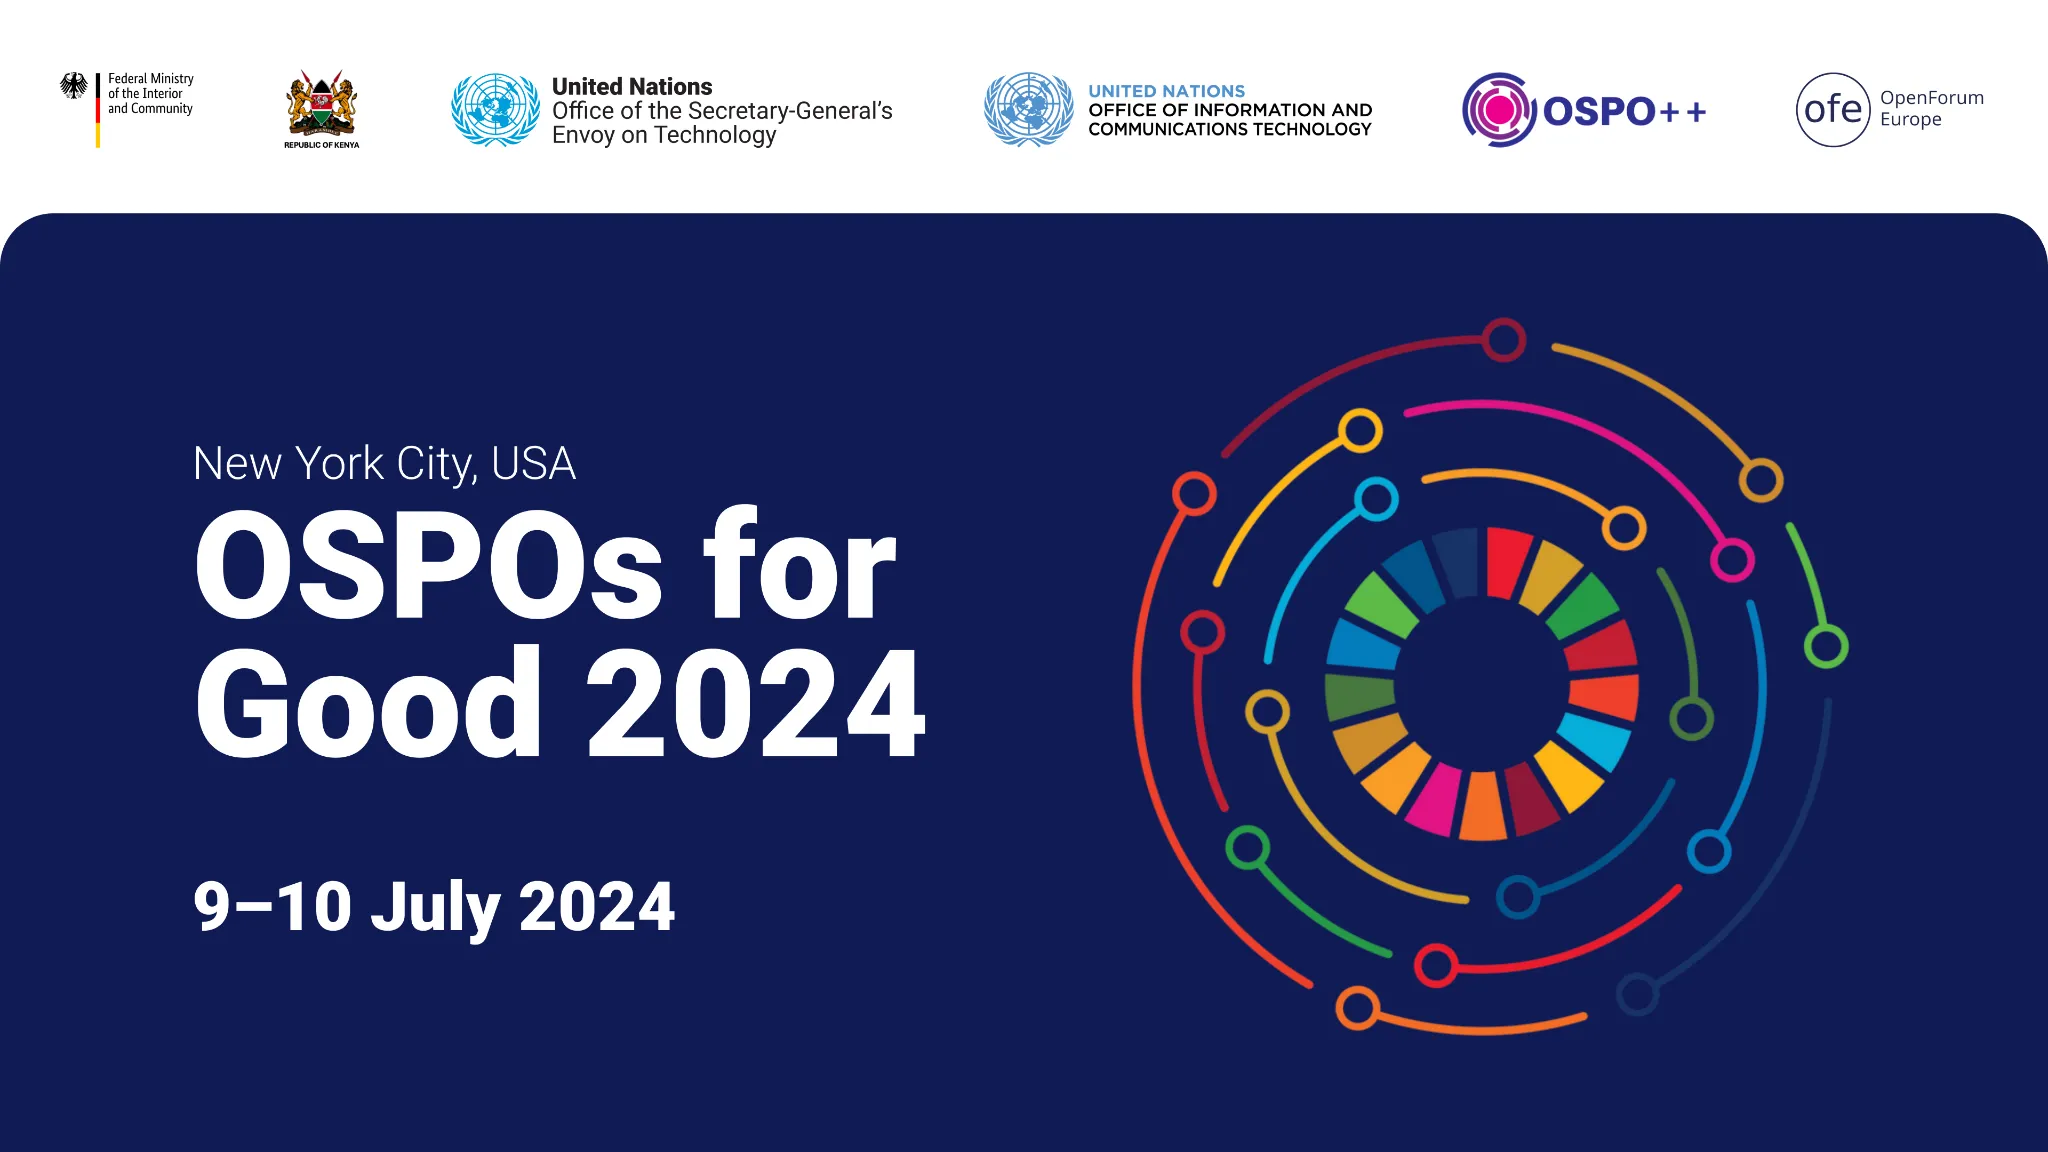 Federal Ministry
of the Interior
and Community
REPUBLIC OF KENYA
United Nations
Office of the Secretary-General’s
Envoy on Technology
UNITED NATIONS
OFFICE OF INFORMATION AND
COMMUNICATIONS TECHNOLOGY
OSPO++
ofe
OpenForum
Europe
New York City, USA
OSPOs for
Good 2024
9–10 July 2024